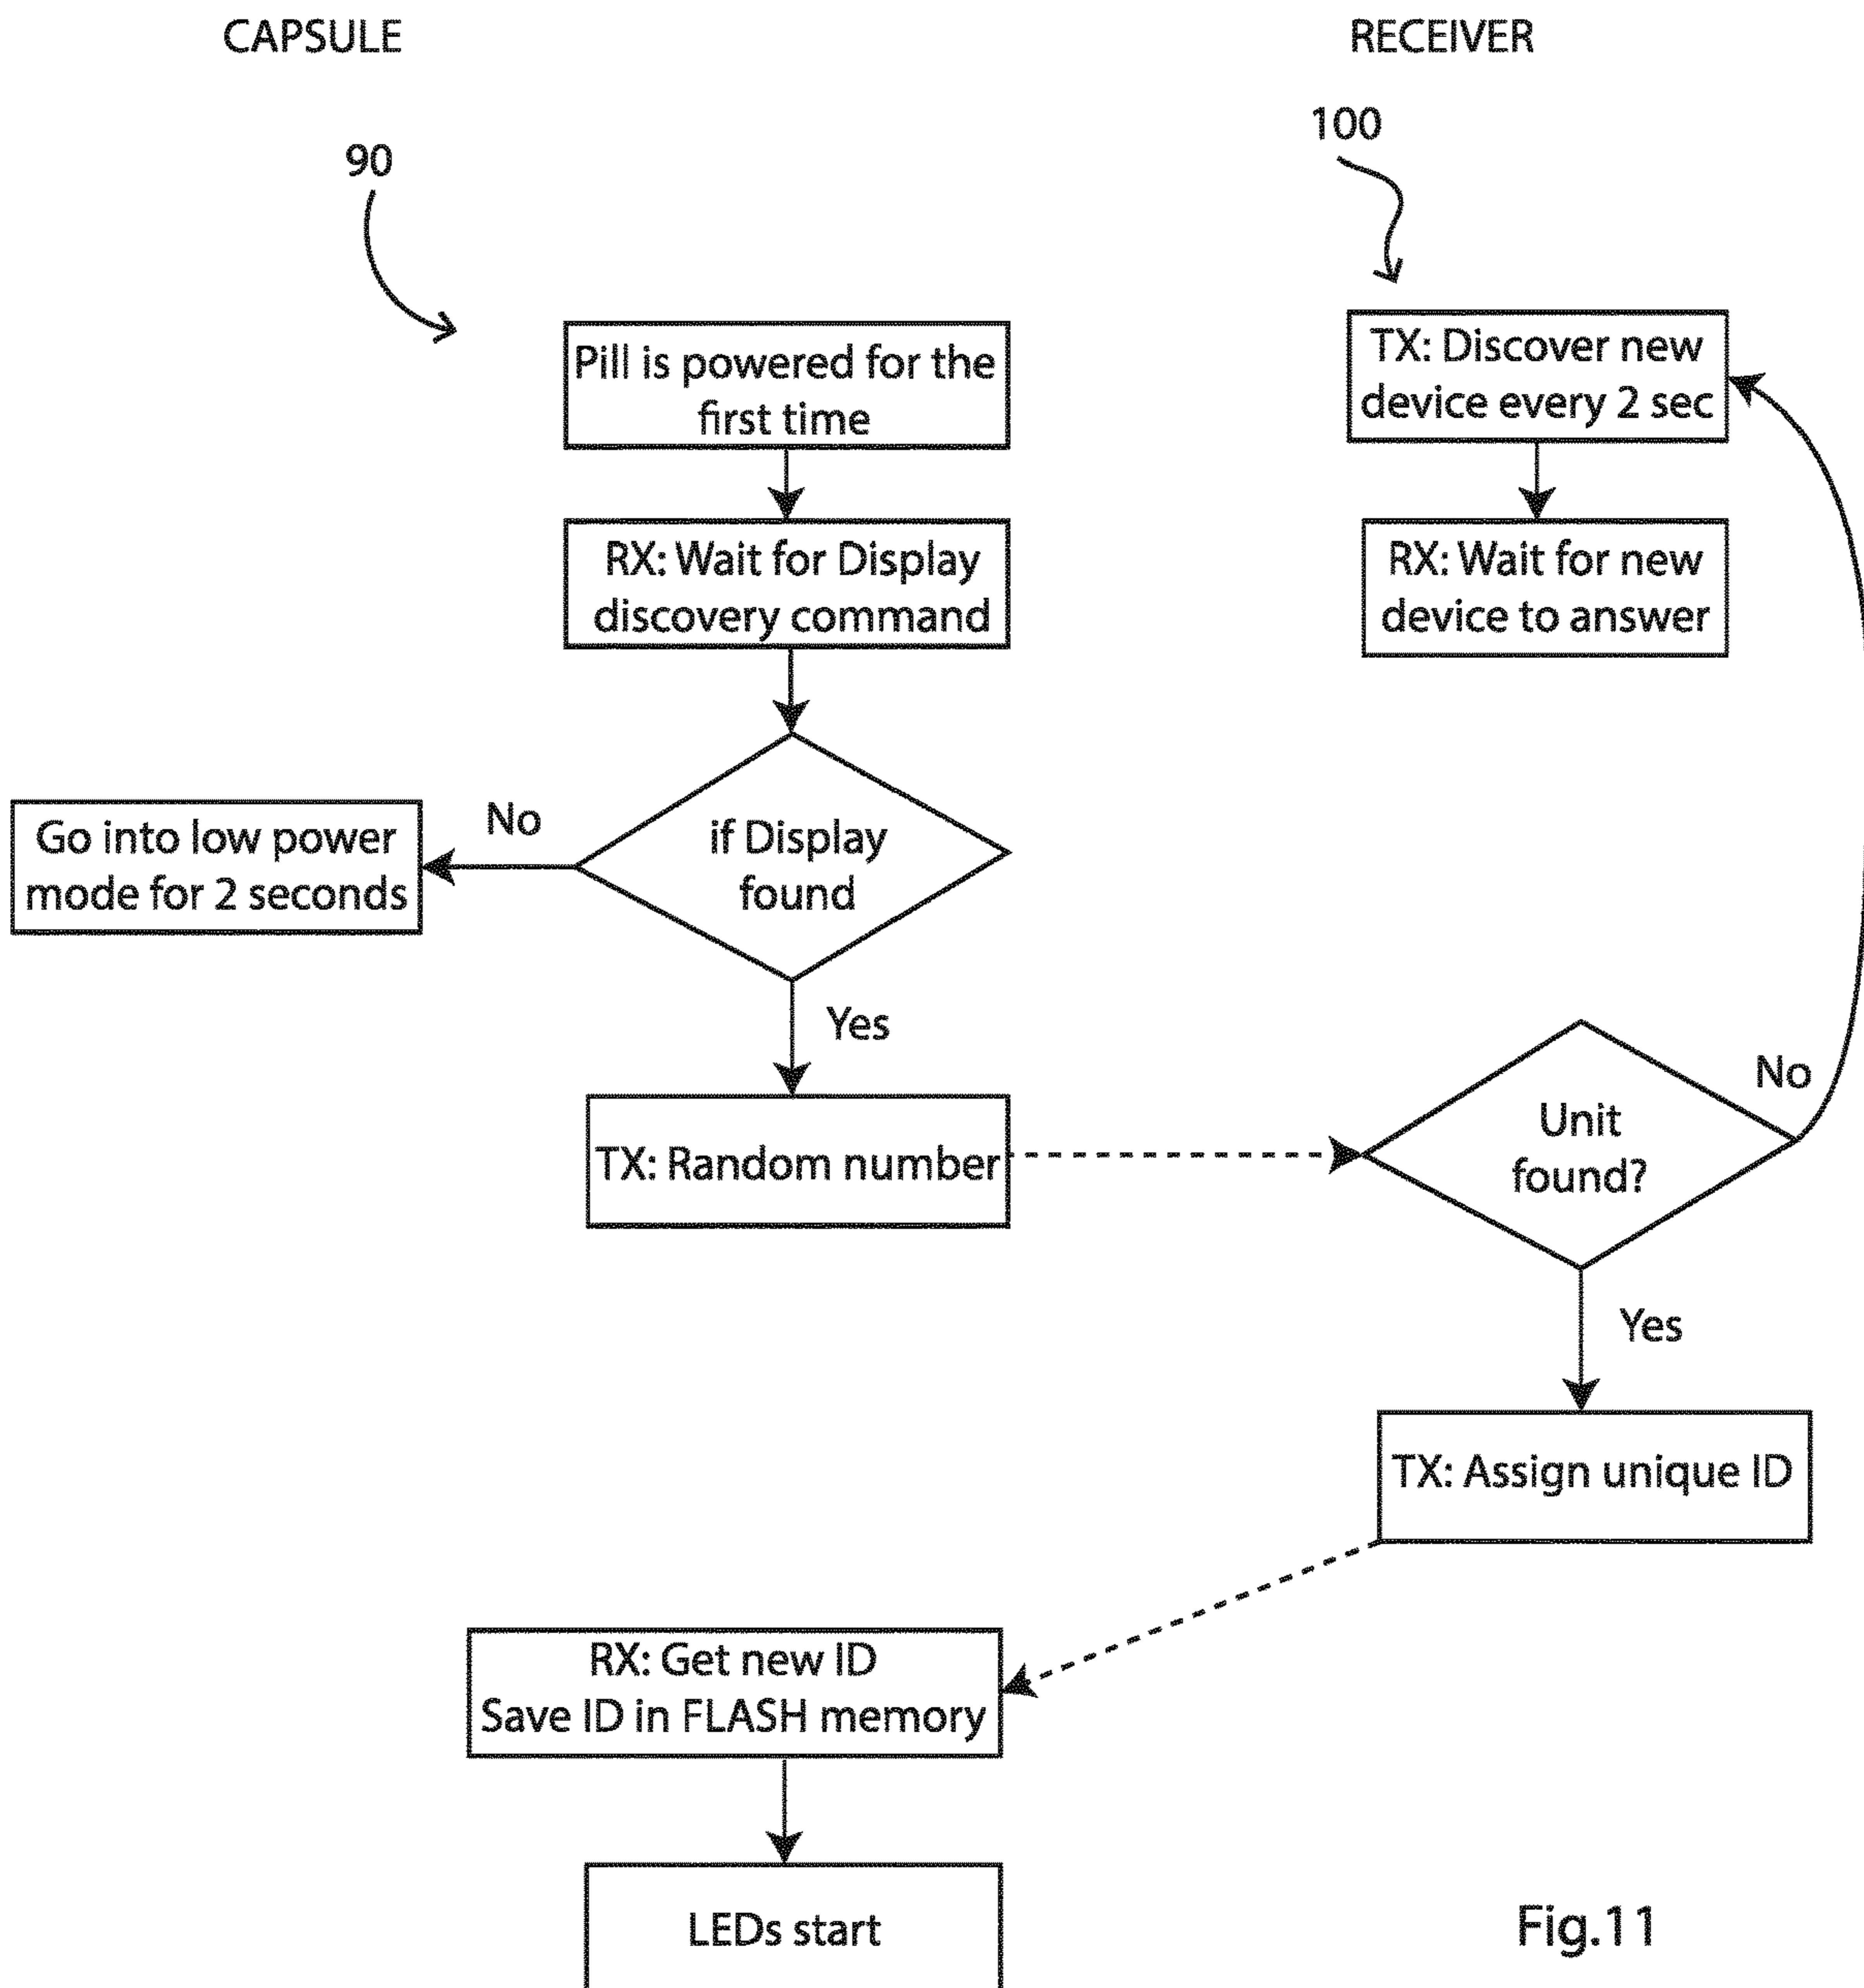 CAPSULE
RECEIVER
90
100
Pill is powered for the
first time
TX: Discover new
device every 2 sec
RX: Wait for Display
discovery command
RX: Wait for new
device to answer
if Display
found
No
Go into low power
mode for 2 seconds
Yes
TX: Random number
Unit
found?
No
Yes
TX: Assign unique ID
RX: Get new ID
Save ID in FLASH memory
LEDs start
Fig.11